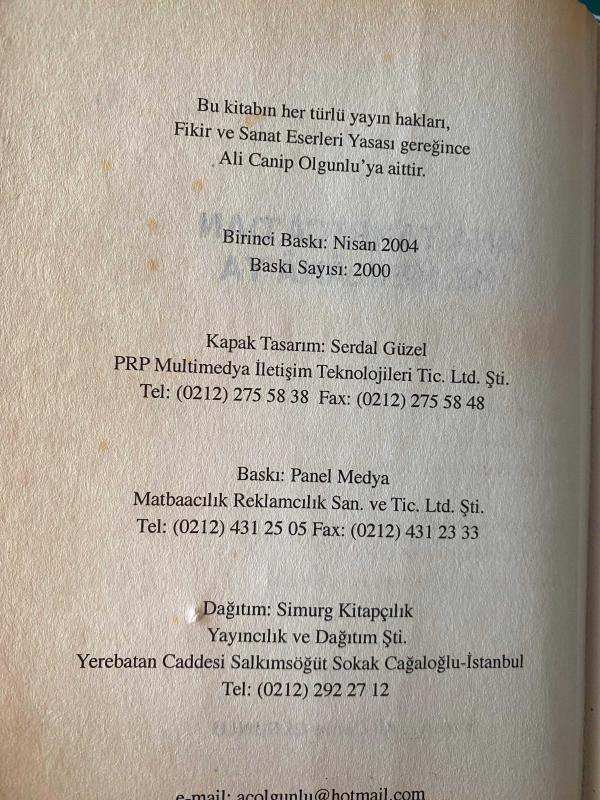 Bu kitabın her türlü yayın hakları,
Fikir ve Sanat Eserleri Yasası gereğince
Ali Canip Olgunlu'ya aittir.
Birinci Baskı: Nisan 2004
Baskı Sayısı: 2000
Kapak Tasarım: Serdal Güzel
PRP Multimedya İletişim Teknolojileri Tic. Ltd. Şti.
Tel: (0212) 275 58 38 Fax: (0212) 275 58 48
Baskı: Panel Medya
Matbaacılık Reklamcılık San. ve Tic. Ltd. Şti.
Tel: (0212) 431 25 05 Fax: (0212) 431 23 33
Dağıtım: Simurg Kitapçılık
Yayıncılık ve Dağıtım Şti.
Yerebatan Caddesi Salkımsöğüt Sokak Cağaloğlu-İstanbul
Tel: (0212) 292 27 12
e-mail: acolgunlu@hotmail.com